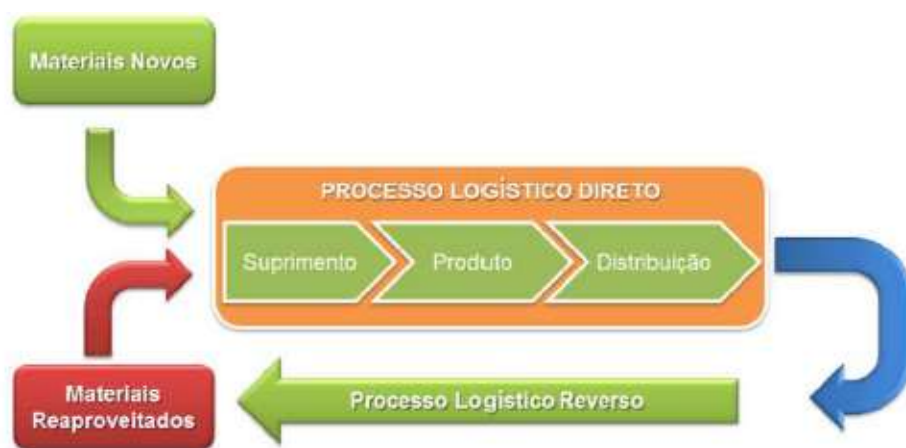 Materiais Novos
PROCESSO LOGÍSTICO DIRETO
Suprimento
Produto
Distribuição
Materiais
Reaproveitados
Processo Logístico Reverso